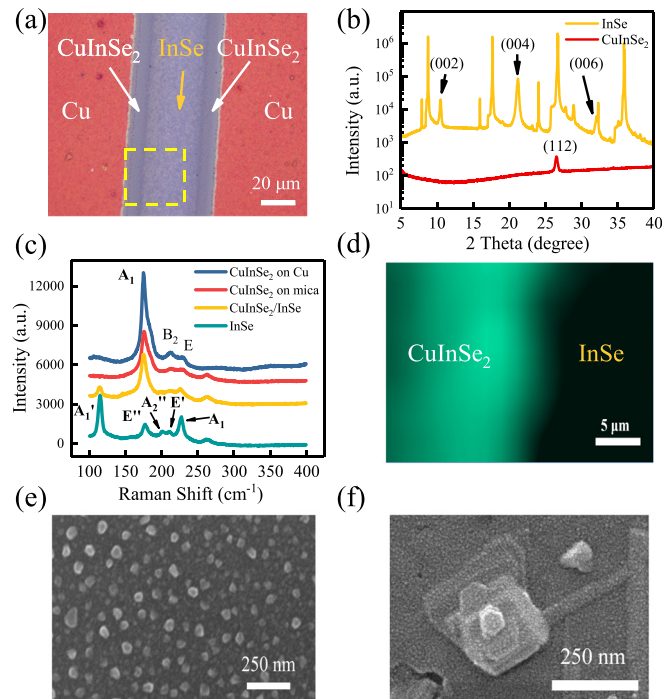 (a)
CuInSe2
InSe
CuInSe2
Cu
Cu
20 μm
(b)
InSe
CuInSe2
(002)
(004)
(006)
(112)
10^6
10^5
10^4
10^3
10^2
10^1
Intensity (a.u.)
5 10 15 20 25 30 35 40
2 Theta (degree)
(c)
A1
B2
E
CuInSe2 on Cu
CuInSe2 on mica
CuInSe2/InSe
InSe
12000
9000
6000
3000
0
Intensity (a.u.)
A1'
E''
A2''
E'
A1
100 150 200 250 300 350 400
Raman Shift (cm-1)
(d)
CuInSe2
InSe
5 μm
(e)
250 nm
(f)
250 nm